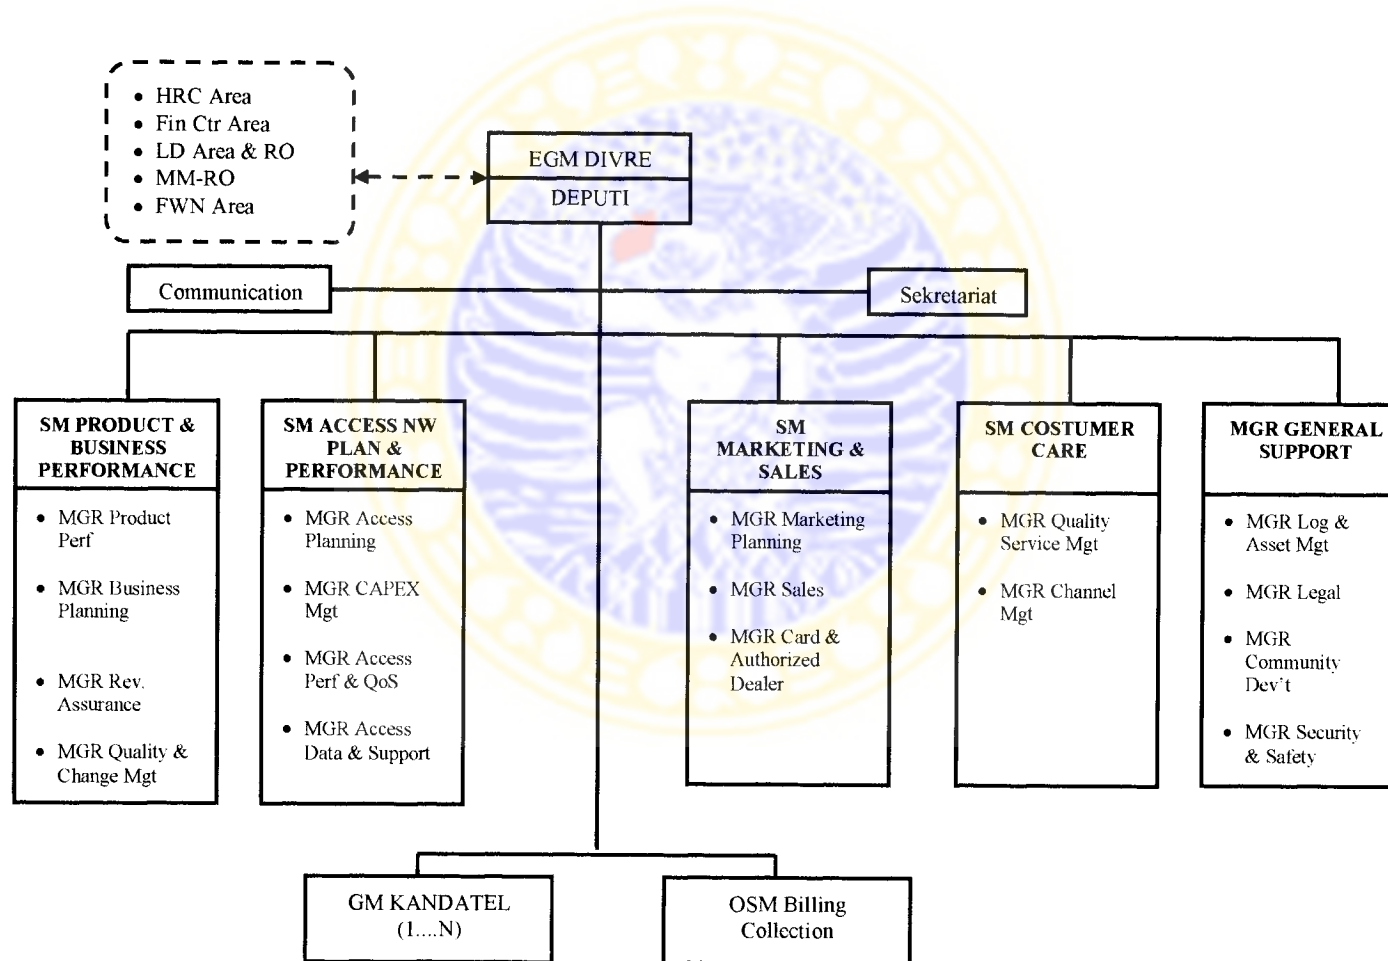 • HRC Area
• Fin Ctr Area
• LD Area & RO
• MM-RO
• FWN Area
EGM DIVRE
DEPUTI
Communication
Sekretariat
SM PRODUCT &
BUSINESS
PERFORMANCE
• MGR Product
Perf
• MGR Business
Planning
• MGR Rev.
Assurance
• MGR Quality &
Change Mgt
SM ACCESS NW
PLAN &
PERFORMANCE
• MGR Access
Planning
• MGR CAPEX
Mgt
• MGR Access
Perf & QoS
• MGR Access
Data & Support
SM
MARKETING &
SALES
• MGR Marketing
Planning
• MGR Sales
• MGR Card &
Authorized
Dealer
SM COSTUMER
CARE
• MGR Quality
Service Mgt
• MGR Channel
Mgt
MGR GENERAL
SUPPORT
• MGR Log &
Asset Mgt
• MGR Legal
• MGR
Community
Dev't
• MGR Security
& Safety
GM KANDATEL
(1....N)
OSM Billing
Collection